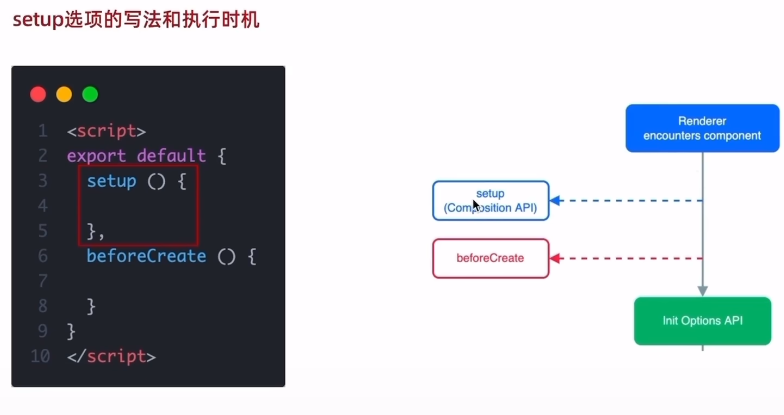 setup选项的写法和执行时机
1 <script>
2 export default {
3 setup () {
4
5 },
6 beforeCreate () {
7
8 }
9 }
10 </script>
Renderer
encounters component
setup
(Composition API)
beforeCreate
Init Options API